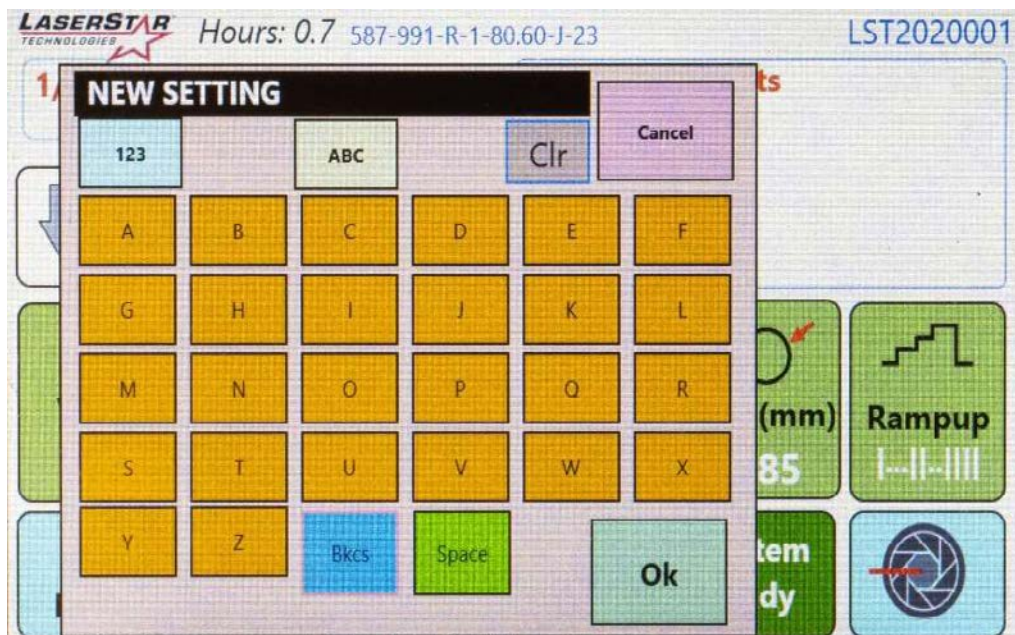 LASERSTAR
TECHNOLOGIES
Hours: 0.7 587-991-R-1-80.60-J-23 LST2020001
1/ ts
NEW SETTING
Cancel
123 ABC Clr
A B C D E F
G H I J K L
M N O P Q R
(mm) Rampup
S T U V W X
85
Y Z Bkcs Space
Ok
tem
dy